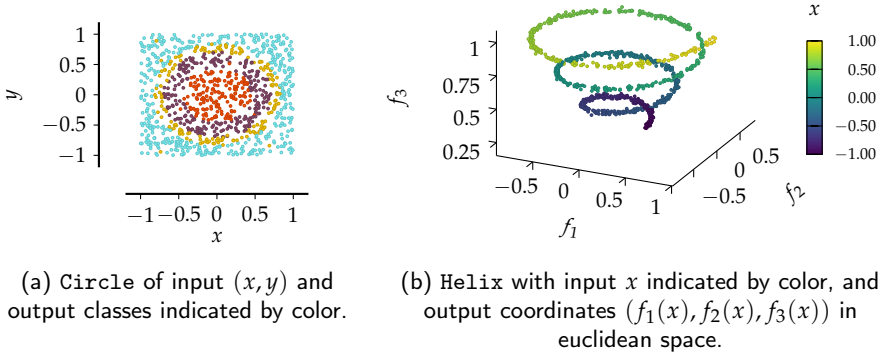 1
0.5
0
−0.5
−1
y
−1 −0.5 0 0.5 1
x
1
0.75
0.5
0.25
f3
−0.5
0
0.5
1
f1
−0.5
0
0.5
f2
x
1.00
0.50
0.00
−0.50
−1.00
(a) Circle of input (x, y) and
output classes indicated by color.
(b) Helix with input x indicated by color, and
output coordinates (f1(x), f2(x), f3(x)) in
euclidean space.